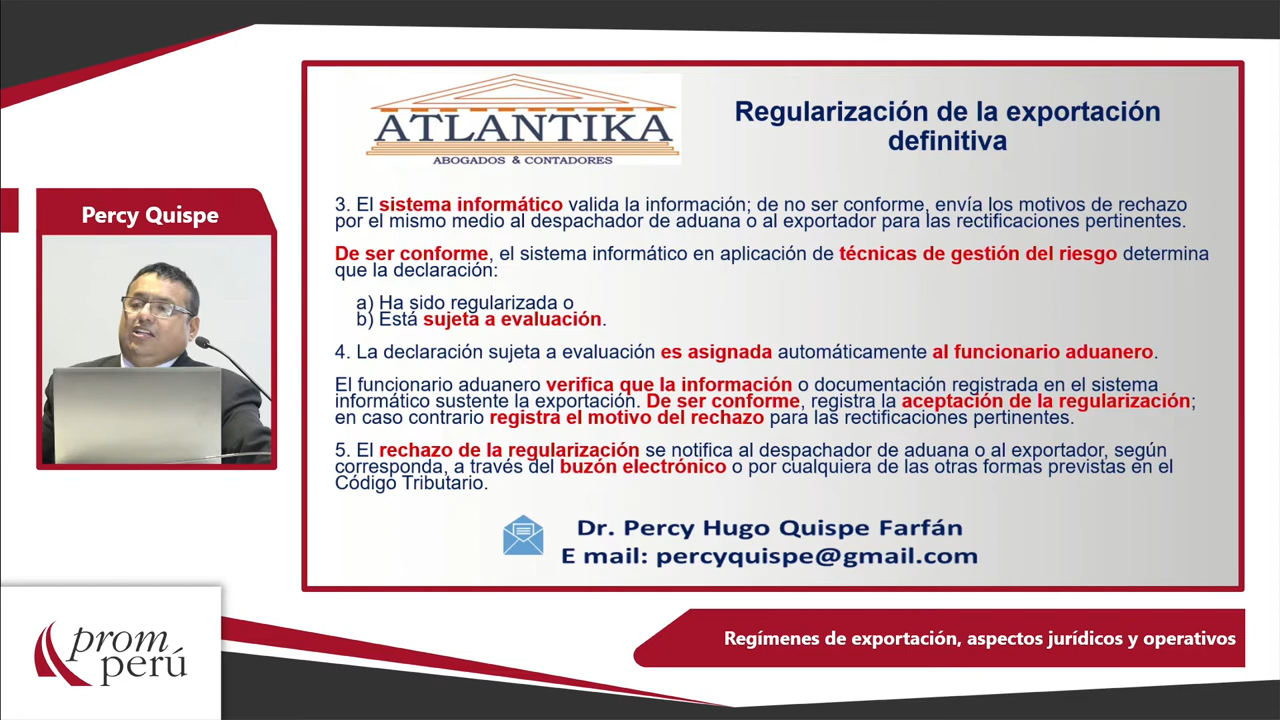 Percy Quispe
ATLANTIKA
ABOGADOS & CONTADORES
Regularización de la exportación
definitiva
3. El sistema informático valida la información; de no ser conforme, envía los motivos de rechazo
por el mismo medio al despachador de aduana o al exportador para las rectificaciones pertinentes.
De ser conforme, el sistema informático en aplicación de técnicas de gestión del riesgo determina
que la declaración:
a) Ha sido regularizada o
b) Está sujeta a evaluación.
4. La declaración sujeta a evaluación es asignada automáticamente al funcionario aduanero.
El funcionario aduanero verifica que la información o documentación registrada en el sistema
informático sustente la exportación. De ser conforme, registra la aceptación de la regularización;
en caso contrario registra el motivo del rechazo para las rectificaciones pertinentes.
5. El rechazo de la regularización se notifica al despachador de aduana o al exportador, según
corresponda, a través del buzón electrónico o por cualquiera de las otras formas previstas en el
Código Tributario.
Dr. Percy Hugo Quispe Farfán
E mail: percyquispe@gmail.com
Regímenes de exportación, aspectos jurídicos y operativos
prom
perú